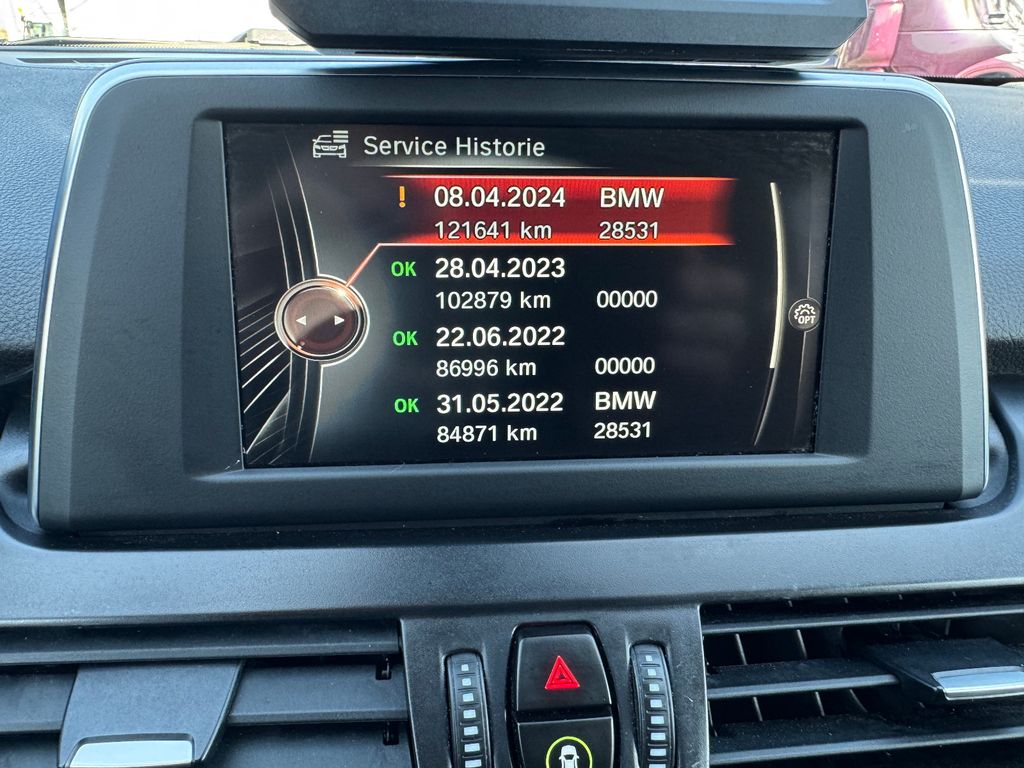 Service Historie
! 08.04.2024 BMW
121641 km 28531
OK 28.04.2023
102879 km 00000
OK 22.06.2022
86996 km 00000
OPT
OK 31.05.2022 BMW
84871 km 28531